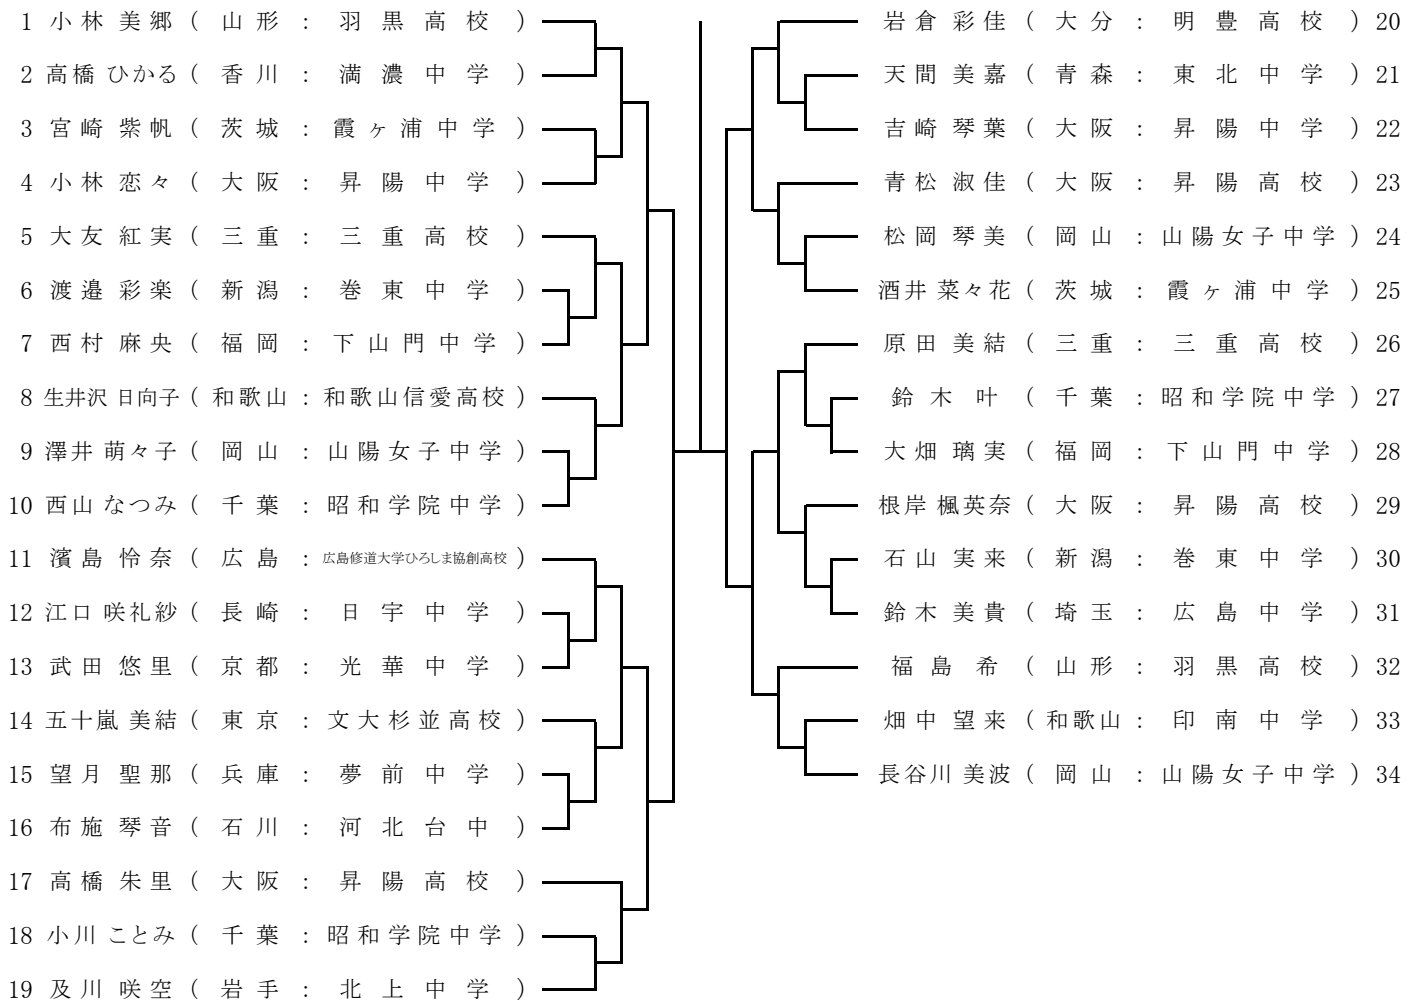 1 小林 美郷 ( 山形 : 羽黒高校 )
2 高橋 ひかる ( 香川 : 満濃中学 )
3 宮崎 紫帆 ( 茨城 : 霞ヶ浦中学 )
4 小林 恋々 ( 大阪 : 昇陽中学 )
5 大友 紅実 ( 三重 : 三重高校 )
6 渡邉 彩楽 ( 新潟 : 巻東中学 )
7 西村 麻央 ( 福岡 : 下山門中学 )
8 生井沢 日向子 ( 和歌山 : 和歌山信愛高校 )
9 澤井 萌々子 ( 岡山 : 山陽女子中学 )
10 西山 なつみ ( 千葉 : 昭和学院中学 )
11 濱島 怜奈 ( 広島 : 広島修道大学ひろしま協創高校 )
12 江口 咲礼紗 ( 長崎 : 日宇中学 )
13 武田 悠里 ( 京都 : 光華中学 )
14 五十嵐 美結 ( 東京 : 文大杉並高校 )
15 望月 聖那 ( 兵庫 : 夢前中学 )
16 布施 琴音 ( 石川 : 河北台中 )
17 高橋 朱里 ( 大阪 : 昇陽高校 )
18 小川 ことみ ( 千葉 : 昭和学院中学 )
19 及川 咲空 ( 岩手 : 北上中学 )
岩倉 彩佳 ( 大分 : 明豊高校 ) 20
天間 美嘉 ( 青森 : 東北中学 ) 21
吉崎 琴葉 ( 大阪 : 昇陽中学 ) 22
青松 淑佳 ( 大阪 : 昇陽高校 ) 23
松岡 琴美 ( 岡山 : 山陽女子中学 ) 24
酒井 菜々花 ( 茨城 : 霞ヶ浦中学 ) 25
原田 美結 ( 三重 : 三重高校 ) 26
鈴木 叶 ( 千葉 : 昭和学院中学 ) 27
大畑 璃実 ( 福岡 : 下山門中学 ) 28
根岸 楓英奈 ( 大阪 : 昇陽高校 ) 29
石山 実来 ( 新潟 : 巻東中学 ) 30
鈴木 美貴 ( 埼玉 : 広島中学 ) 31
福島 希 ( 山形 : 羽黒高校 ) 32
畑中 望来 ( 和歌山 : 印南中学 ) 33
長谷川 美波 ( 岡山 : 山陽女子中学 ) 34